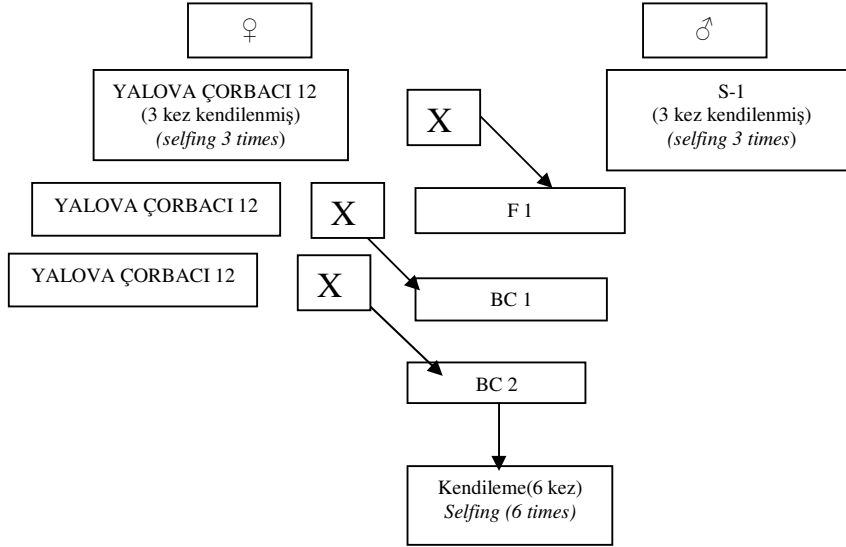 ♀
♂
YALOVA ÇORBACI 12
(3 kez kendilenmiş)
(selfing 3 times)
X
S-1
(3 kez kendilenmiş)
(selfing 3 times)
YALOVA ÇORBACI 12
X
F 1
YALOVA ÇORBACI 12
X
BC 1
BC 2
Kendileme(6 kez)
Selfing (6 times)